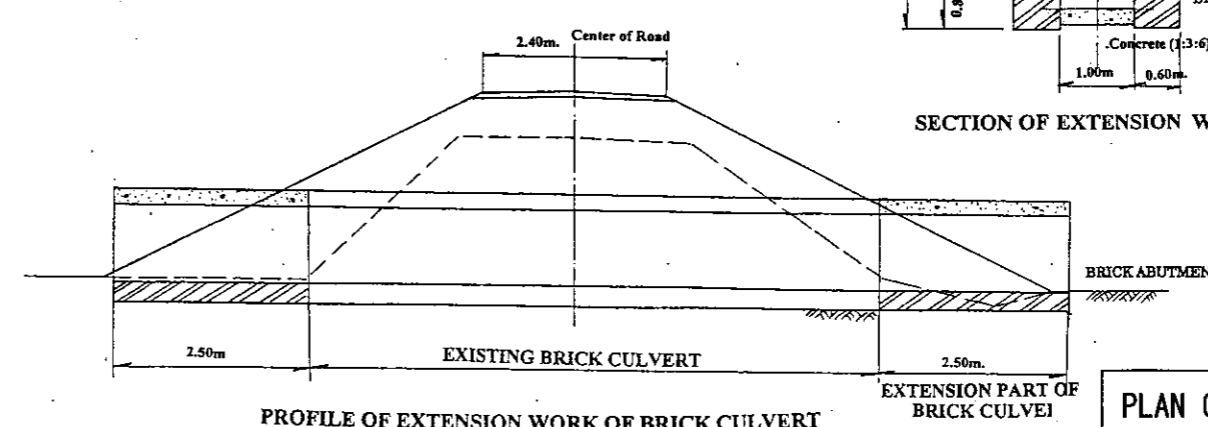 2.40m. Center of Road
.Concrete (1:3:6)
1.00m 0.60m.
SECTION OF EXTENSION W
BRICK ABUTMEN
2.50m
EXISTING BRICK CULVERT
2.50m.
EXTENSION PART OF
BRICK CULVEI
PROFILE OF EXTENSION WORK OF BRICK CULVERT
PLAN